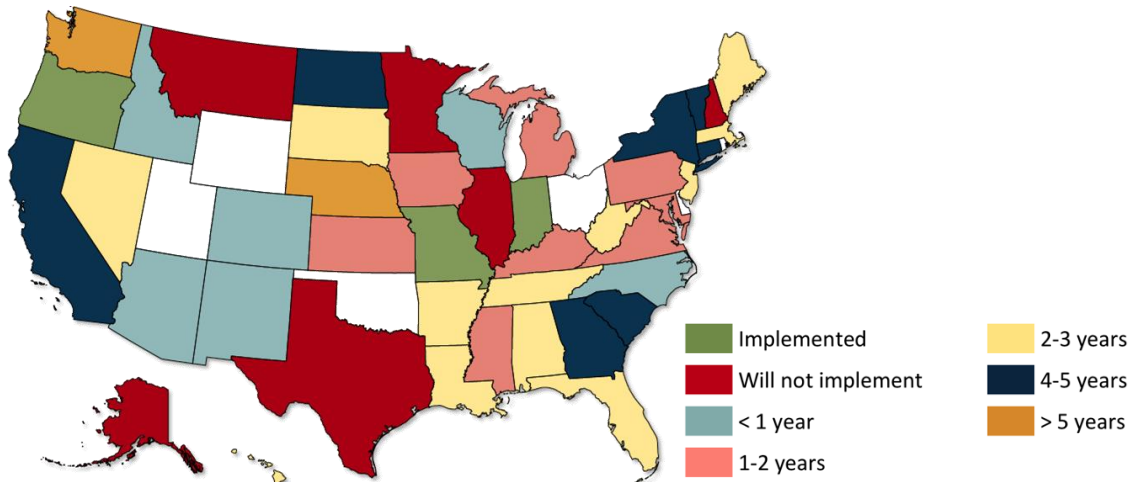 Implemented
Will not implement
< 1 year
1-2 years
2-3 years
4-5 years
> 5 years